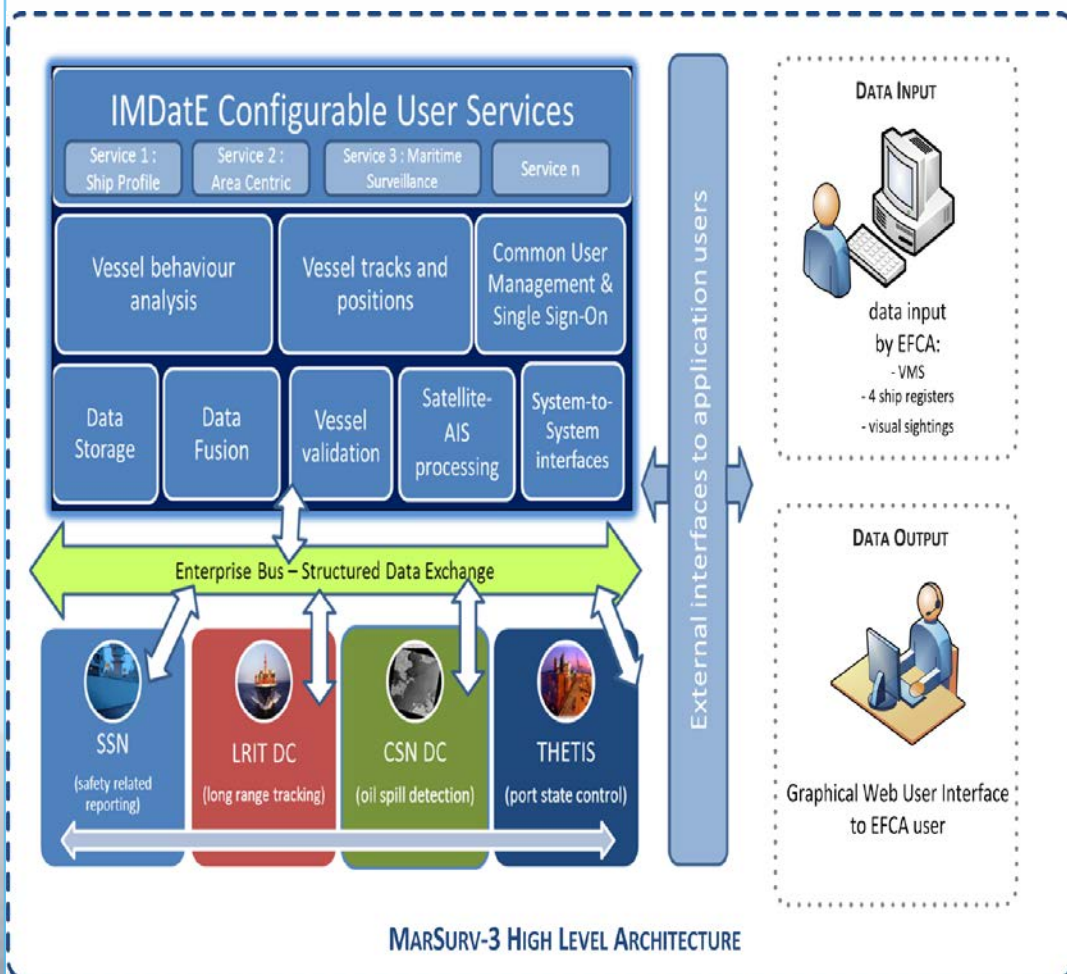 IMDatE Configurable User Services
Service 1 :
Ship Profile
Service 2 :
Area Centric
Service 3 : Maritime
Surveillance
Service n
Vessel behaviour
analysis
Vessel tracks and
positions
Common User
Management &
Single Sign-On
Data
Storage
Data
Fusion
Vessel
validation
Satellite-
AIS
processing
System-to-
System
interfaces
Enterprise Bus – Structured Data Exchange
SSN
(safety related
reporting)
LRIT DC
(long range tracking)
CSN DC
(oil spill detection)
THETIS
(port state control)
External interfaces to application users
DATA INPUT
data input
by EFCA:
- VMS
- 4 ship registers
- visual sightings
DATA OUTPUT
Graphical Web User Interface
to EFCA user
MARSURV-3 HIGH LEVEL ARCHITECTURE